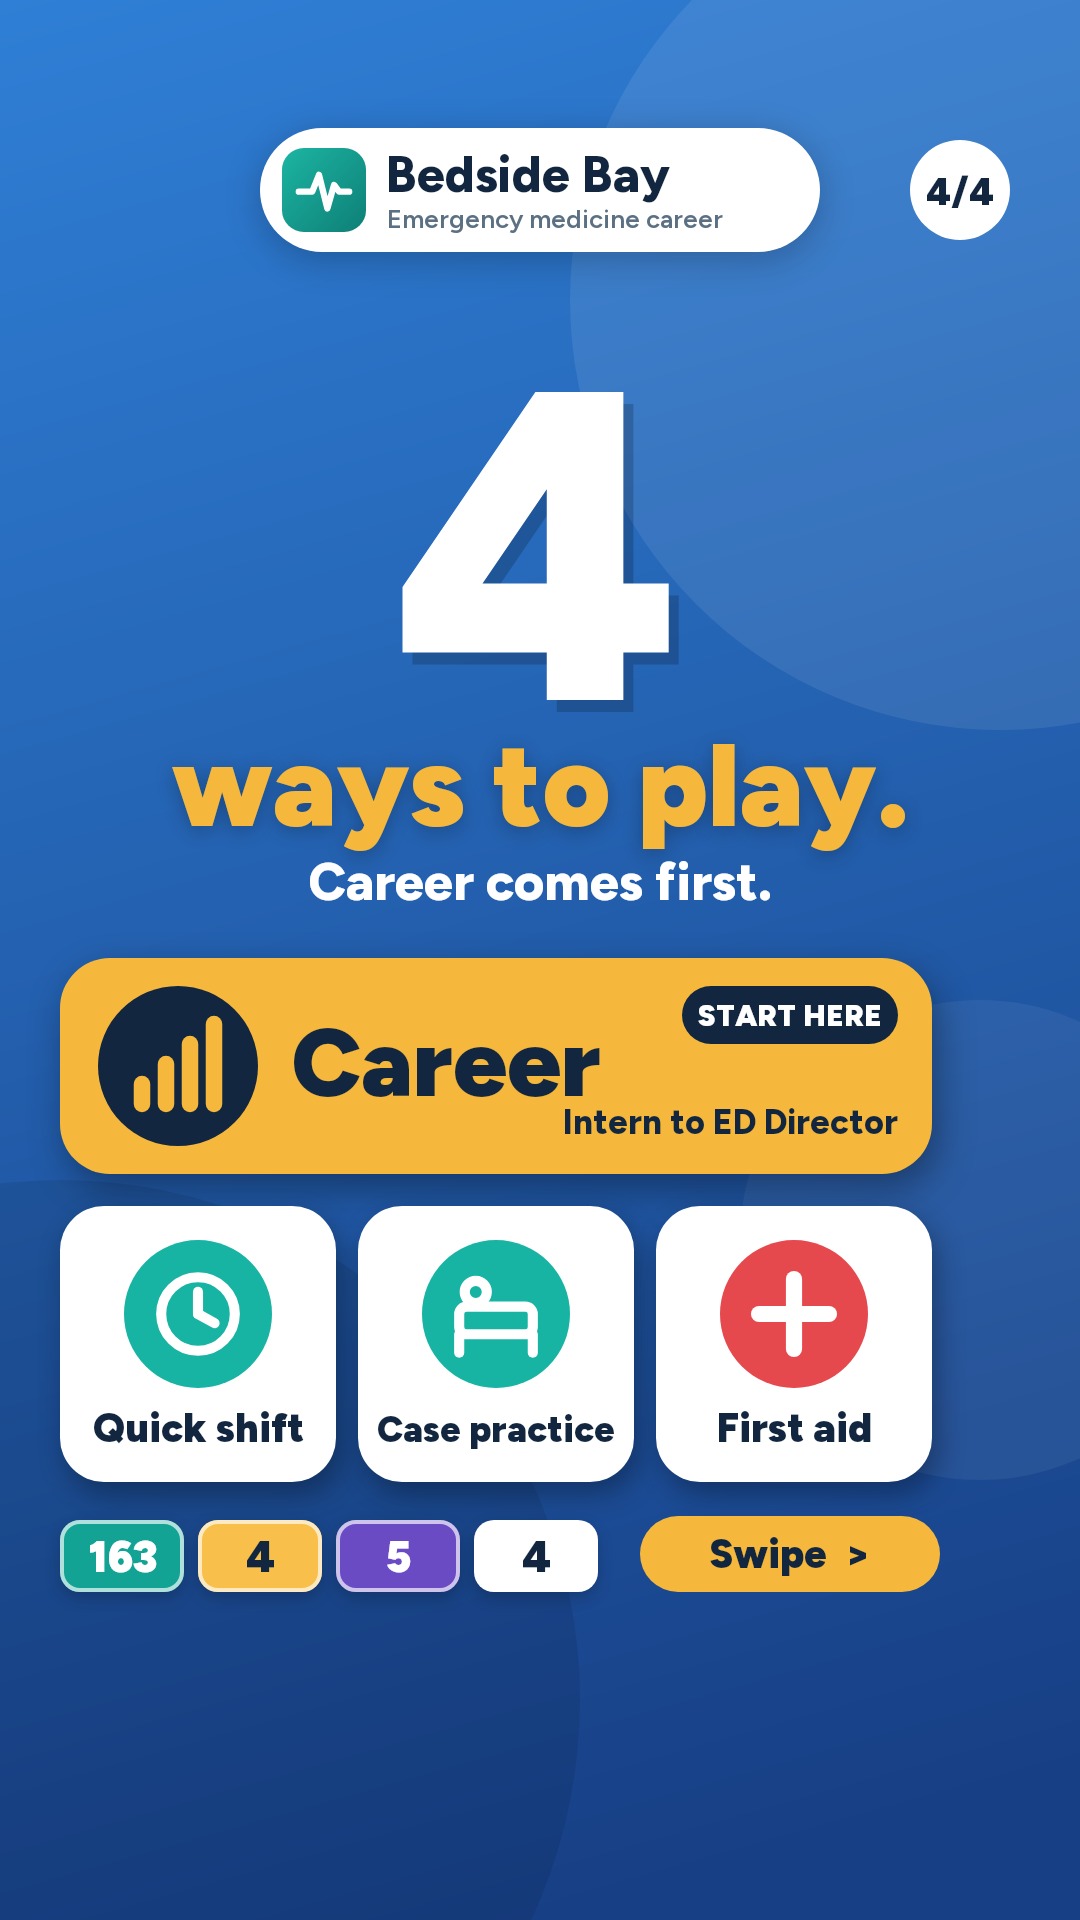 Bedside Bay
Emergency medicine career
4/4
4
ways to play.
Career comes first.
START HERE
Career
Intern to ED Director
Quick shift
Case practice
First aid
163
4
5
4
Swipe >